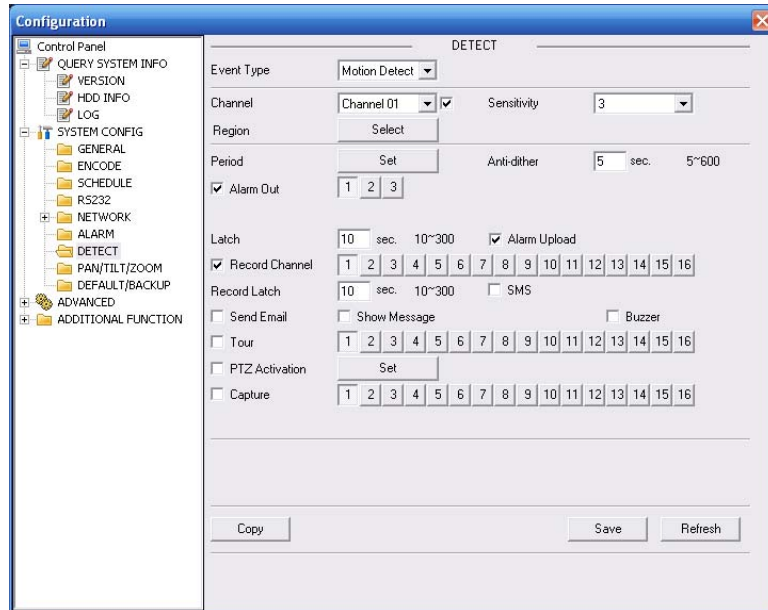 Configuration
Control Panel
QUERY SYSTEM INFO
VERSION
HDD INFO
LOG
SYSTEM CONFIG
GENERAL
ENCODE
SCHEDULE
RS232
NETWORK
ALARM
DETECT
PAN/TILT/ZOOM
DEFAULT/BACKUP
ADVANCED
ADDITIONAL FUNCTION
DETECT
Event Type Motion Detect
Channel Channel 01 Sensitivity 3
Region Select
Period Set Anti-dither 5 sec. 5~600
Alarm Out 1 2 3
Latch 10 sec. 10~300 Alarm Upload
Record Channel 1 2 3 4 5 6 7 8 9 10 11 12 13 14 15 16
Record Latch 10 sec. 10~300 SMS
Send Email Show Message Buzzer
Tour 1 2 3 4 5 6 7 8 9 10 11 12 13 14 15 16
PTZ Activation Set
Capture 1 2 3 4 5 6 7 8 9 10 11 12 13 14 15 16
Copy Save Refresh